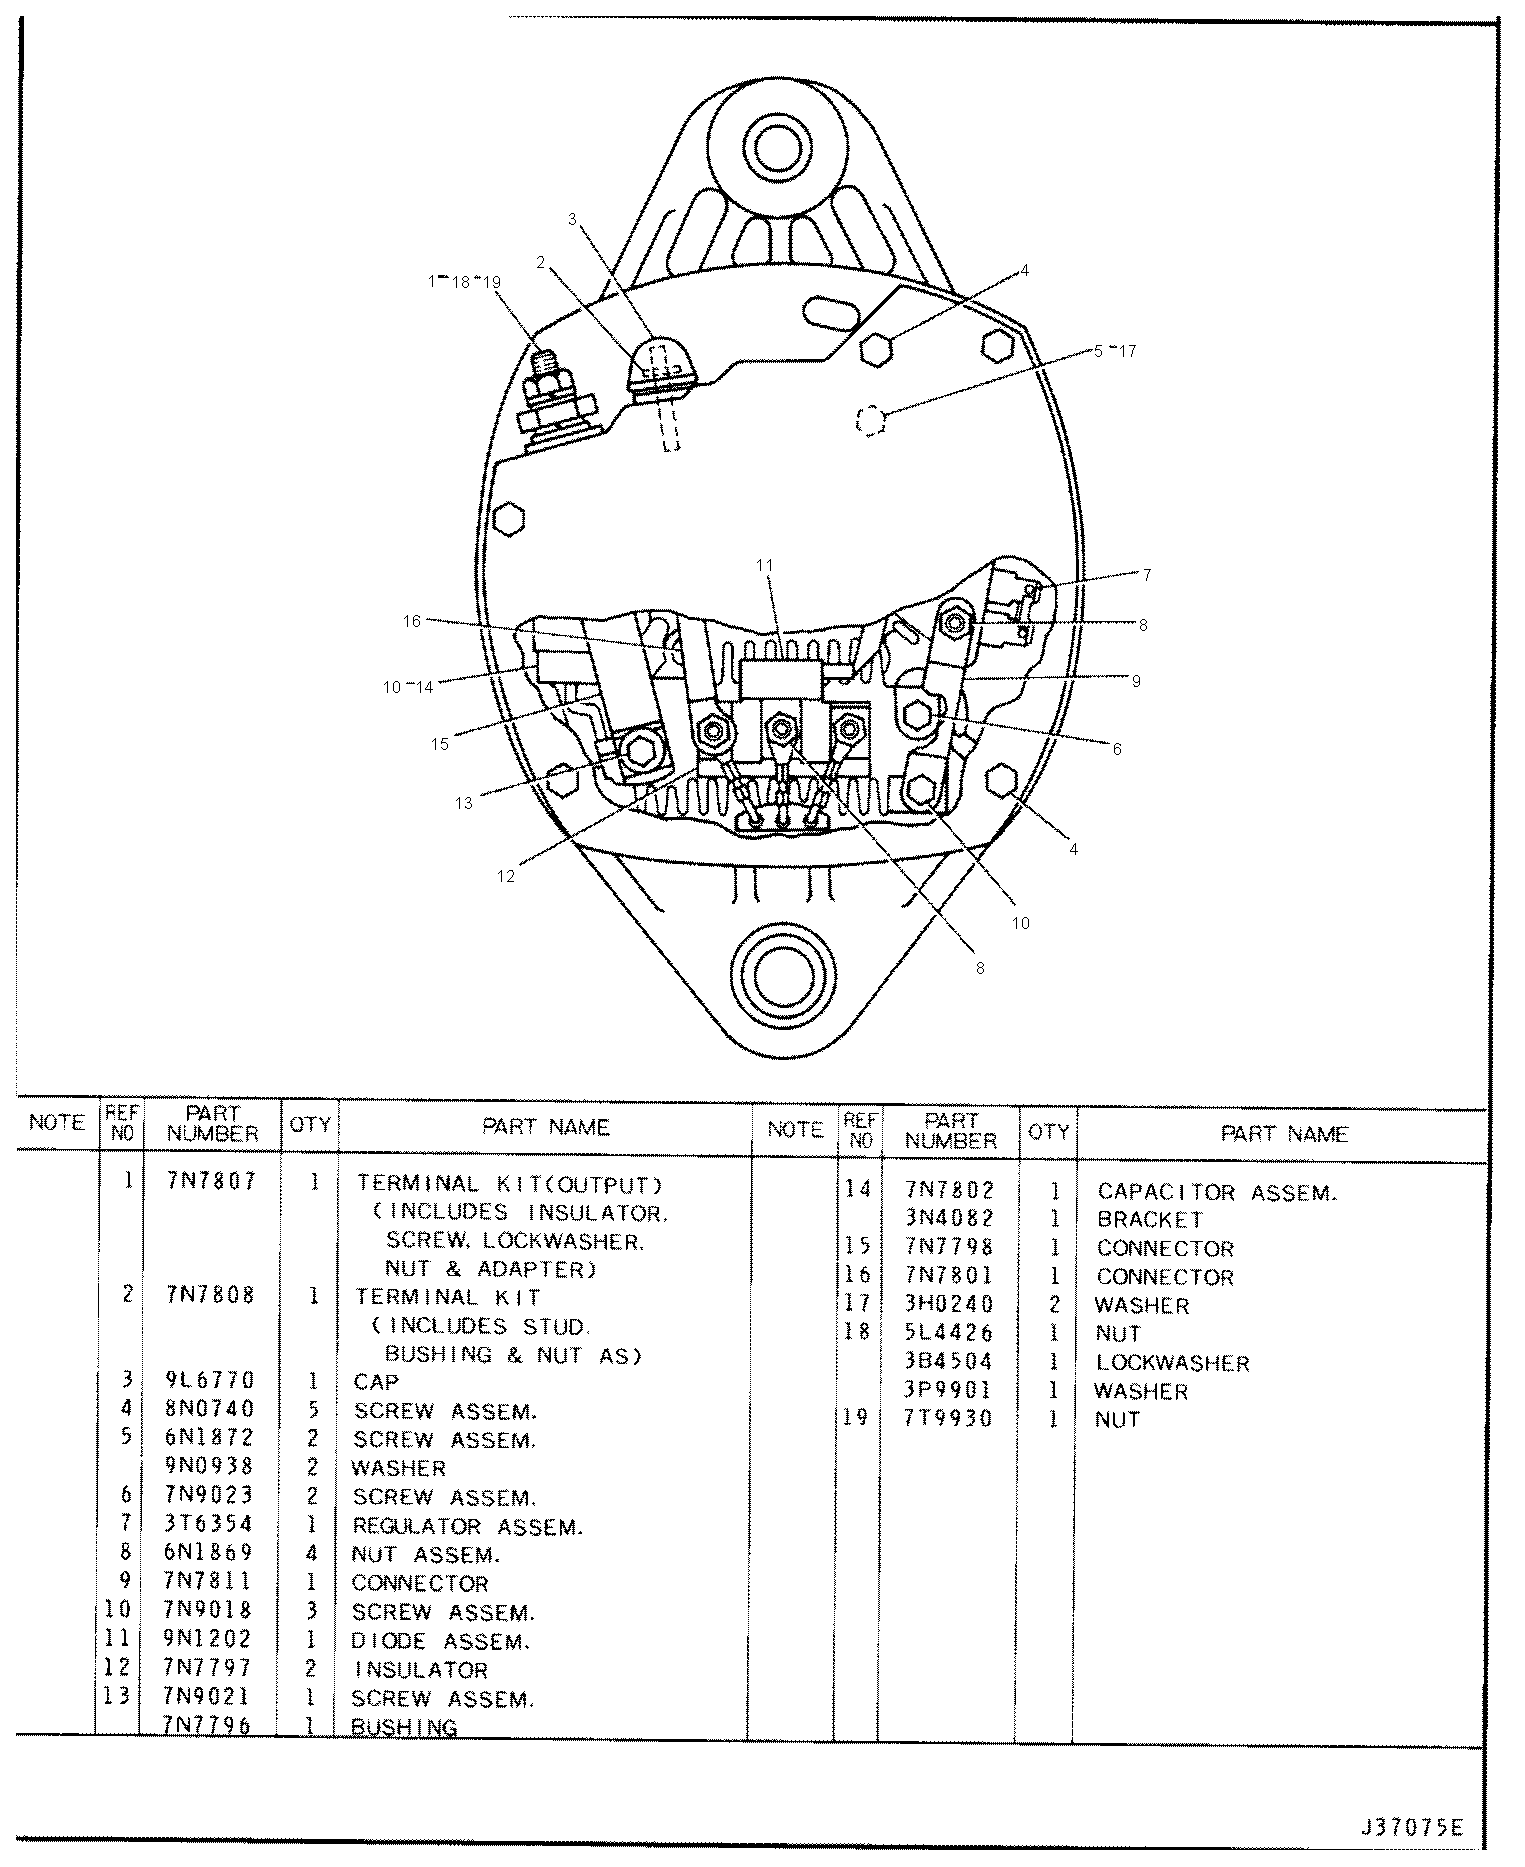 3
2
1-18-19
4
5-17
11
7
16
8
10-14
9
15
6
13
4
12
10
8
NOTE REF NO PART NUMBER QTY PART NAME NOTE REF NO PART NUMBER QTY PART NAME
1 7N7807 1 TERMINAL KIT(OUTPUT)
(INCLUDES INSULATOR,
SCREW, LOCKWASHER,
NUT & ADAPTER)
2 7N7808 1 TERMINAL KIT
(INCLUDES STUD,
BUSHING & NUT AS)
3 9L6770 1 CAP
4 8N0740 5 SCREW ASSEM.
5 6N1872 2 SCREW ASSEM.
9N0938 2 WASHER
6 7N9023 2 SCREW ASSEM.
7 3T6354 1 REGULATOR ASSEM.
8 6N1869 4 NUT ASSEM.
9 7N7811 1 CONNECTOR
10 7N9018 3 SCREW ASSEM.
11 9N1202 1 DIODE ASSEM.
12 7N7797 2 INSULATOR
13 7N9021 1 SCREW ASSEM.
7N7796 1 BUSHING
14 7N7802 1 CAPACITOR ASSEM.
3N4082 1 BRACKET
15 7N7798 1 CONNECTOR
16 7N7801 1 CONNECTOR
17 3H0240 2 WASHER
18 5L4426 1 NUT
3B4504 1 LOCKWASHER
3P9901 1 WASHER
19 7T9930 1 NUT
J37075E